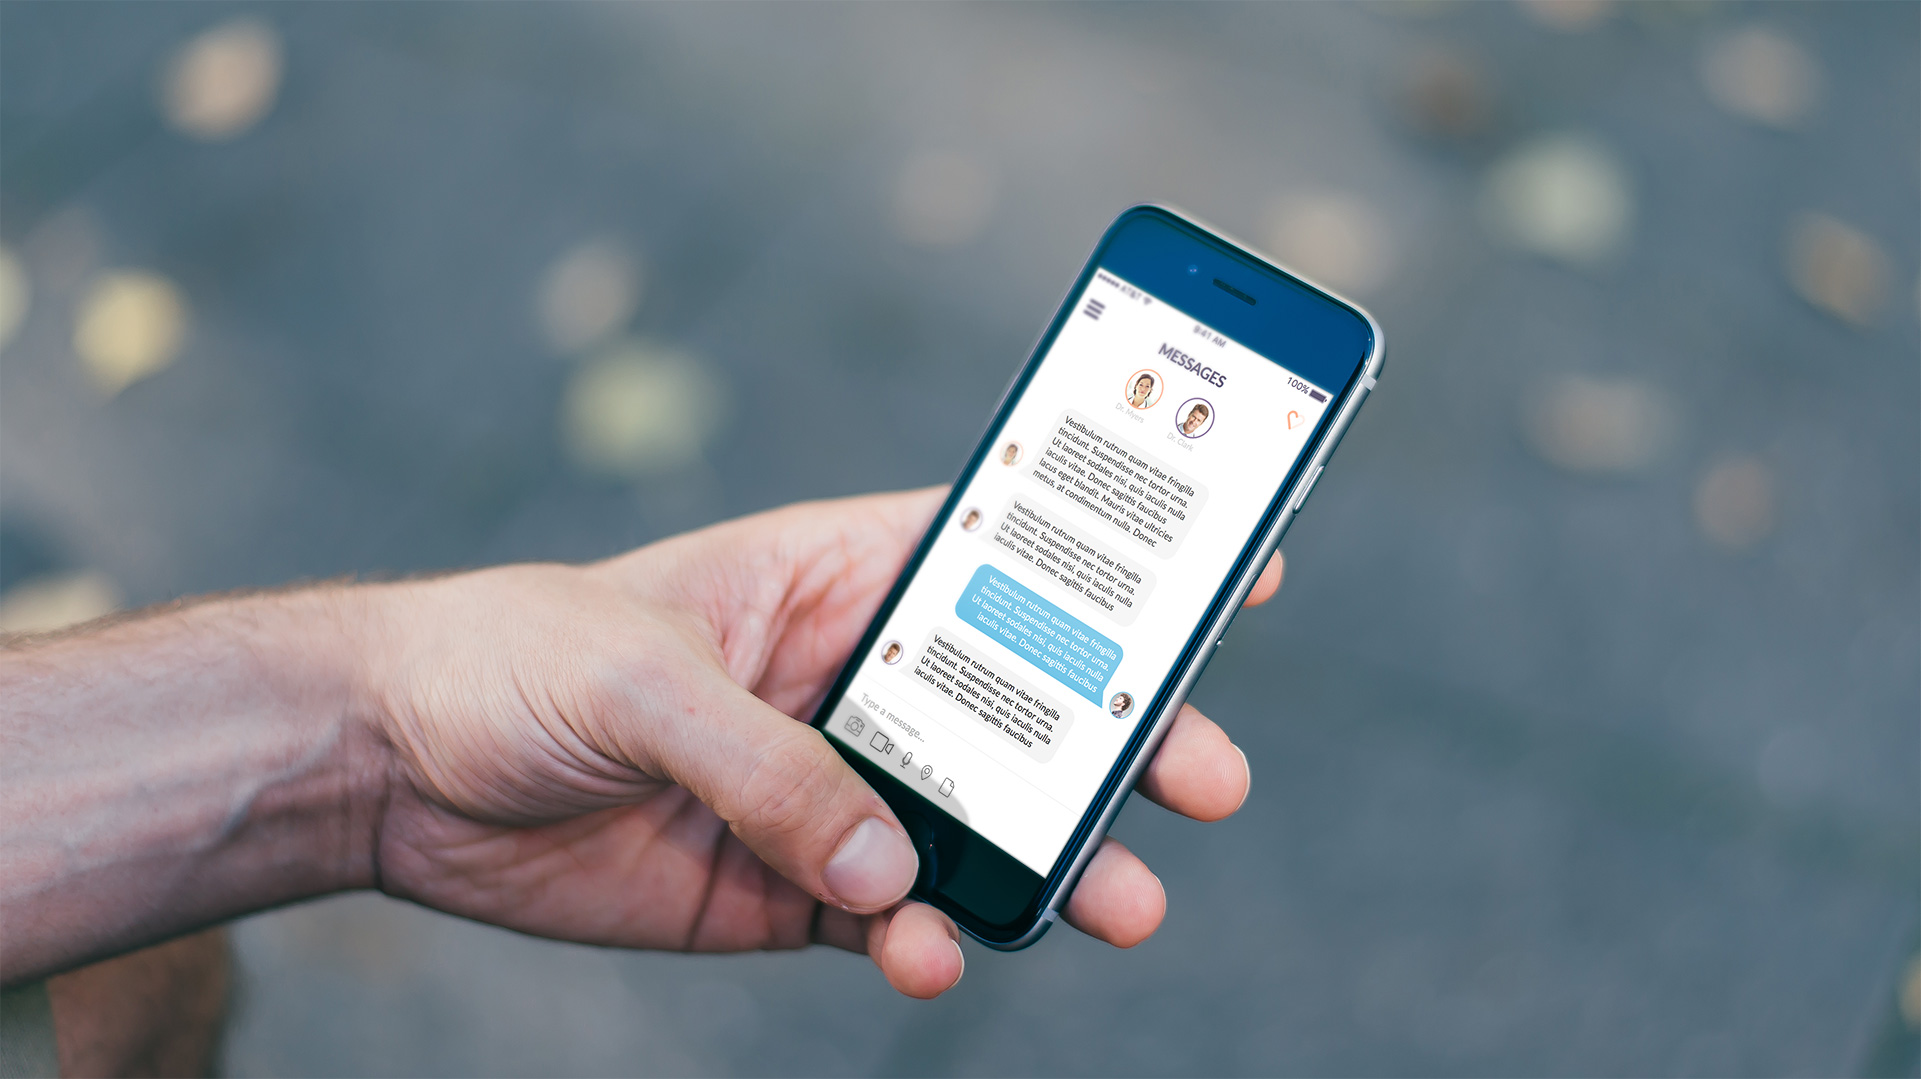 AT&T
9:41 AM
100%
MESSAGES
Dr. Myers
Dr. Clark
Vestibulum rutrum quam vitae fringilla
tincidunt. Suspendisse nec tortor urna.
Ut laoreet sodales nisi, quis iaculis nulla
iaculis vitae. Donec sagittis faucibus
lacus eget blandit. Mauris vitae ultricies
metus, at condimentum nulla. Donec
Vestibulum rutrum quam vitae fringilla
tincidunt. Suspendisse nec tortor urna.
Ut laoreet sodales nisi, quis iaculis nulla
iaculis vitae. Donec sagittis faucibus
Vestibulum rutrum quam vitae fringilla
tincidunt. Suspendisse nec tortor urna.
Ut laoreet sodales nisi, quis iaculis nulla
iaculis vitae. Donec sagittis faucibus
Vestibulum rutrum quam vitae fringilla
tincidunt. Suspendisse nec tortor urna.
Ut laoreet sodales nisi, quis iaculis nulla
iaculis vitae. Donec sagittis faucibus
Type a message...